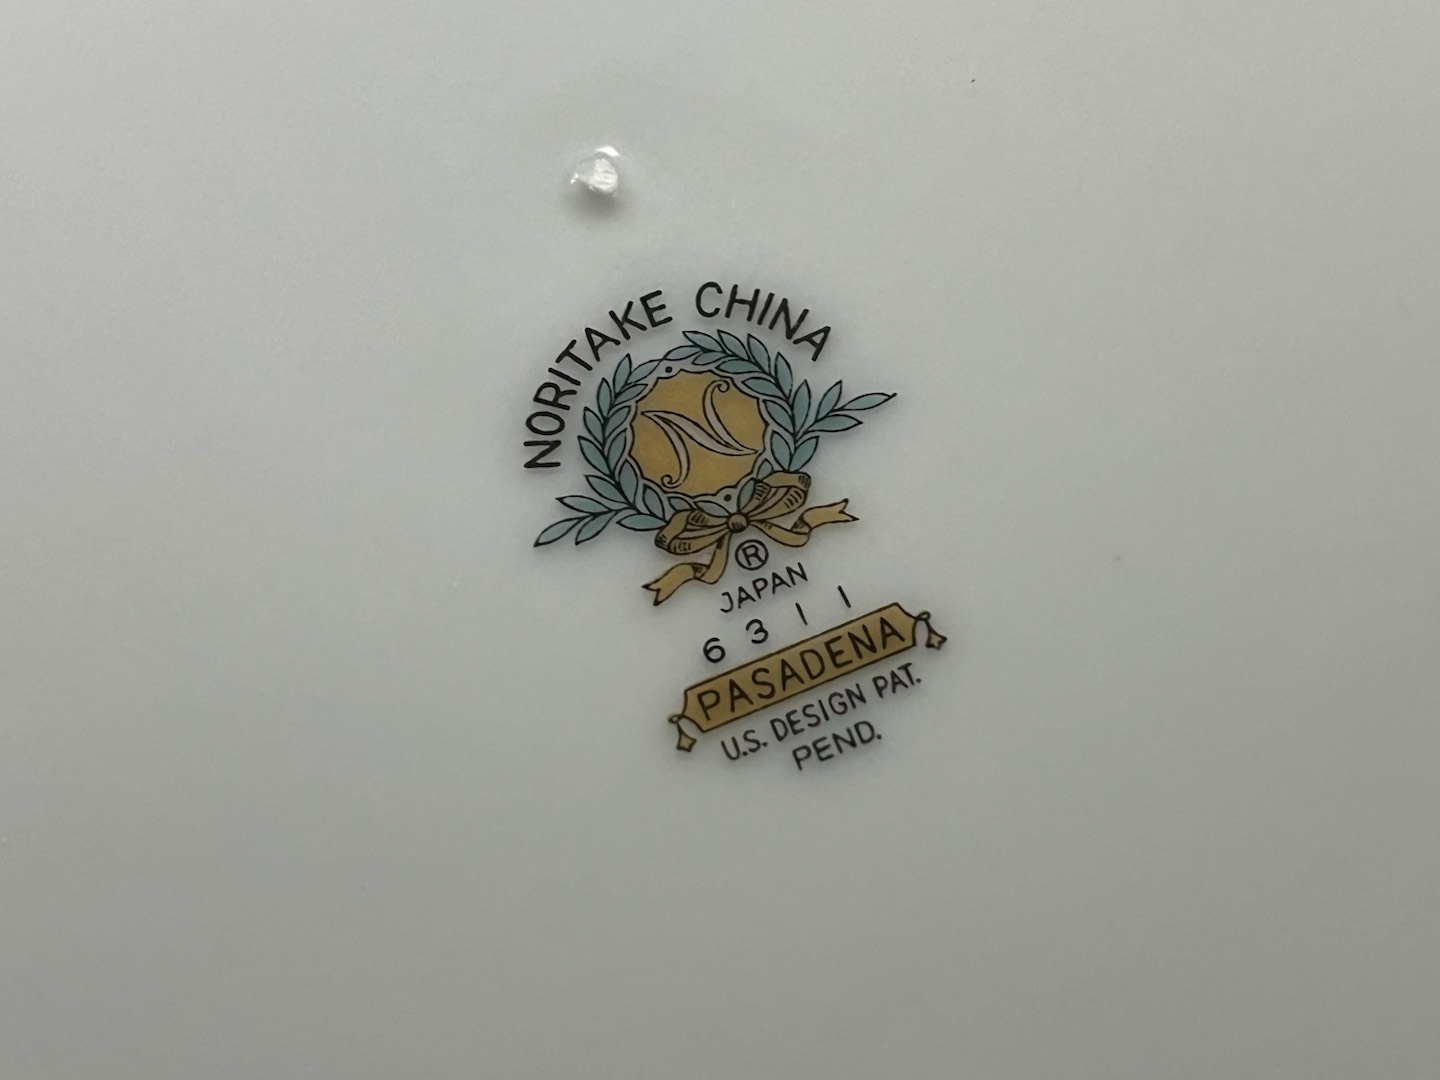 NORITAKE CHINA
N
®
JAPAN
6311
PASADENA
U.S. DESIGN PAT.
PEND.